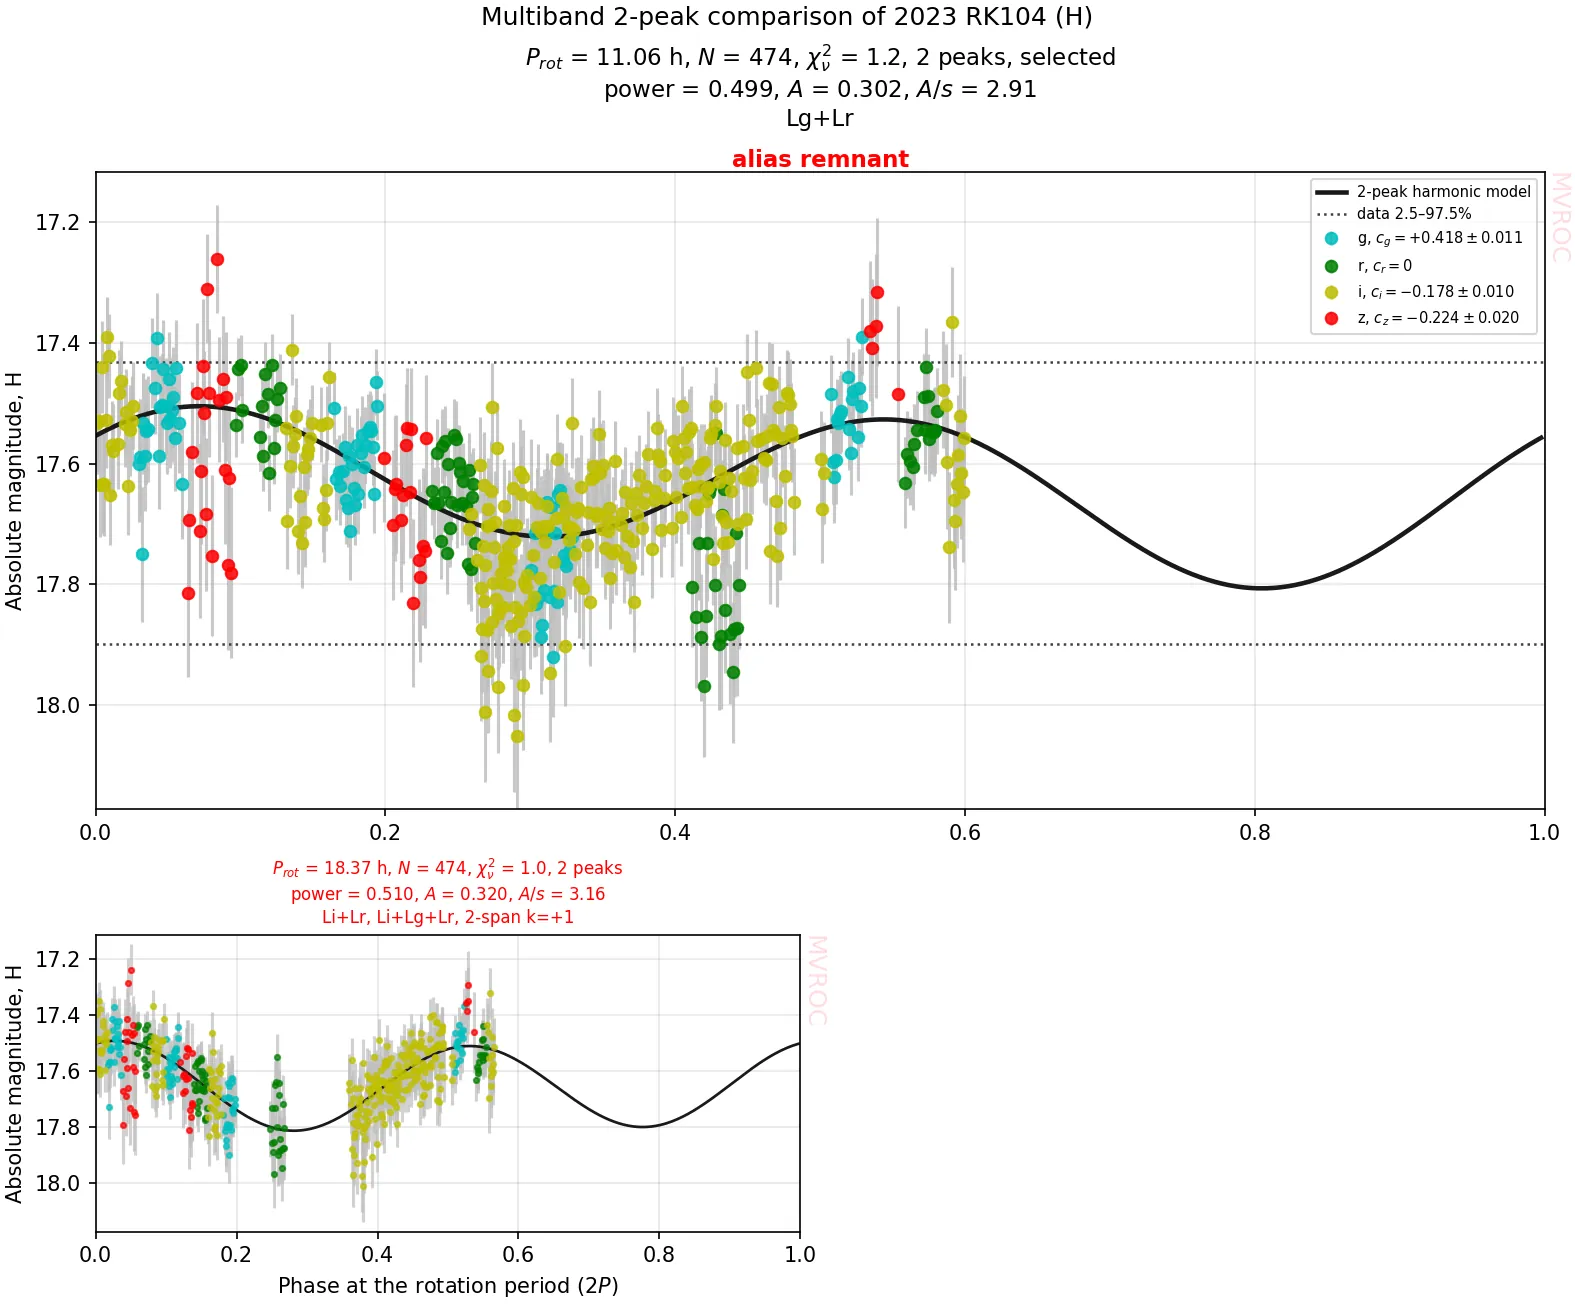 Multiband 2-peak comparison of 2023 RK104 (H)
P_rot = 11.06 h, N = 474, χ²_ν = 1.2, 2 peaks, selected
power = 0.499, A = 0.302, A/s = 2.91
Lg+Lr
alias remnant
MVROC
2-peak harmonic model
data 2.5–97.5%
g, c_g = +0.418 ± 0.011
r, c_r = 0
i, c_i = −0.178 ± 0.010
z, c_z = −0.224 ± 0.020
Absolute magnitude, H
17.2
17.4
17.6
17.8
18.0
0.0 0.2 0.4 0.6 0.8 1.0
P_rot = 18.37 h, N = 474, χ²_ν = 1.0, 2 peaks
power = 0.510, A = 0.320, A/s = 3.16
Li+Lr, Li+Lg+Lr, 2-span k=+1
MVROC
Absolute magnitude, H
17.2
17.4
17.6
17.8
18.0
0.0 0.2 0.4 0.6 0.8 1.0
Phase at the rotation period (2P)